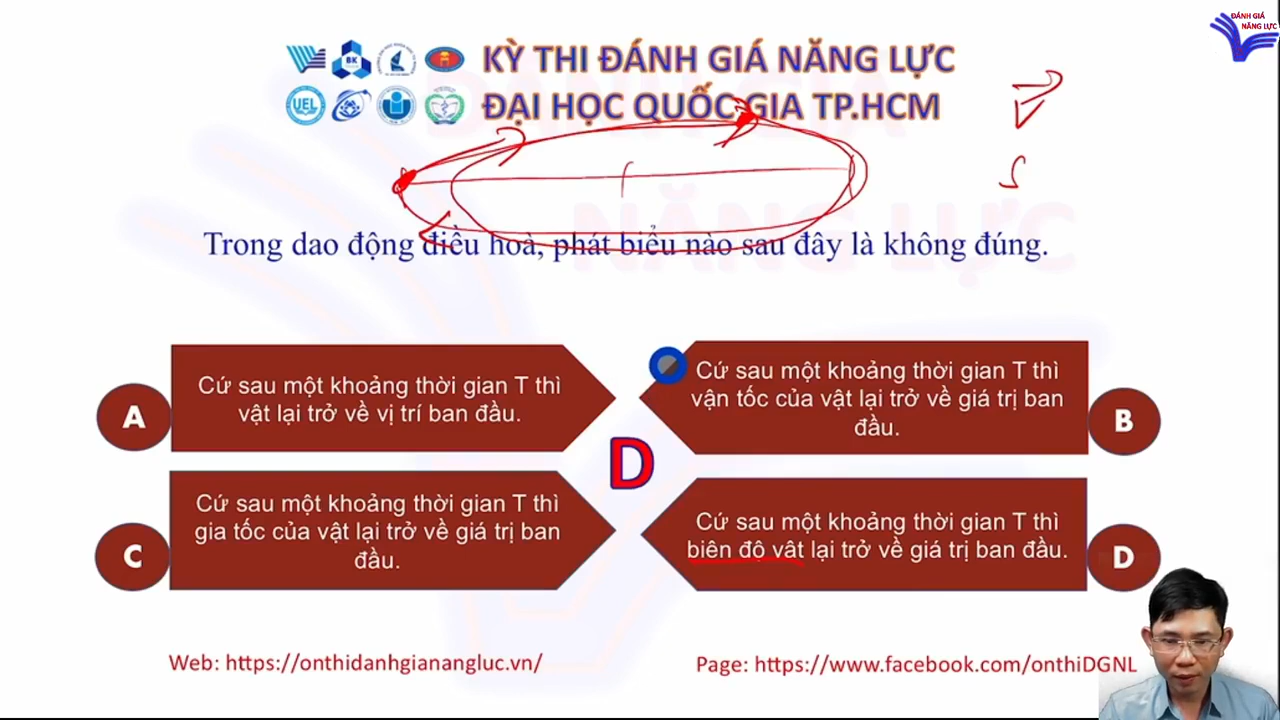 ĐÁNH GIÁ
NĂNG LỰC
KỲ THI ĐÁNH GIÁ NĂNG LỰC
BK
UEL
ĐẠI HỌC QUỐC GIA TP.HCM
NĂNG LỰC
Trong dao động điều hoà, phát biểu nào sau đây là không đúng.
A
Cứ sau một khoảng thời gian T thì
vật lại trở về vị trí ban đầu.
Cứ sau một khoảng thời gian T thì
vận tốc của vật lại trở về giá trị ban
đầu.
B
D
C
Cứ sau một khoảng thời gian T thì
gia tốc của vật lại trở về giá trị ban
đầu.
Cứ sau một khoảng thời gian T thì
biên độ vật lại trở về giá trị ban đầu.
D
Web: https://onthidanhgianangluc.vn/
Page: https://www.facebook.com/onthiDGNL